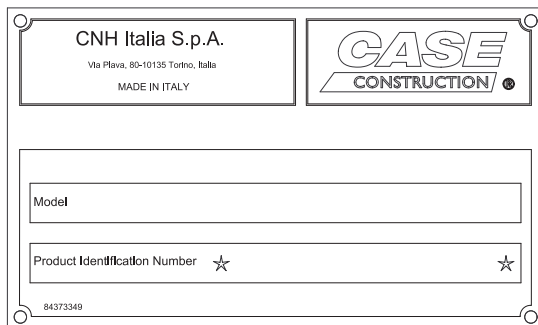 CNH Italia S.p.A.
Via Plava, 80-10135 Torino, Italia
MADE IN ITALY
CASE
CONSTRUCTION ®
Model
Product Identification Number ☆ ☆
84373349